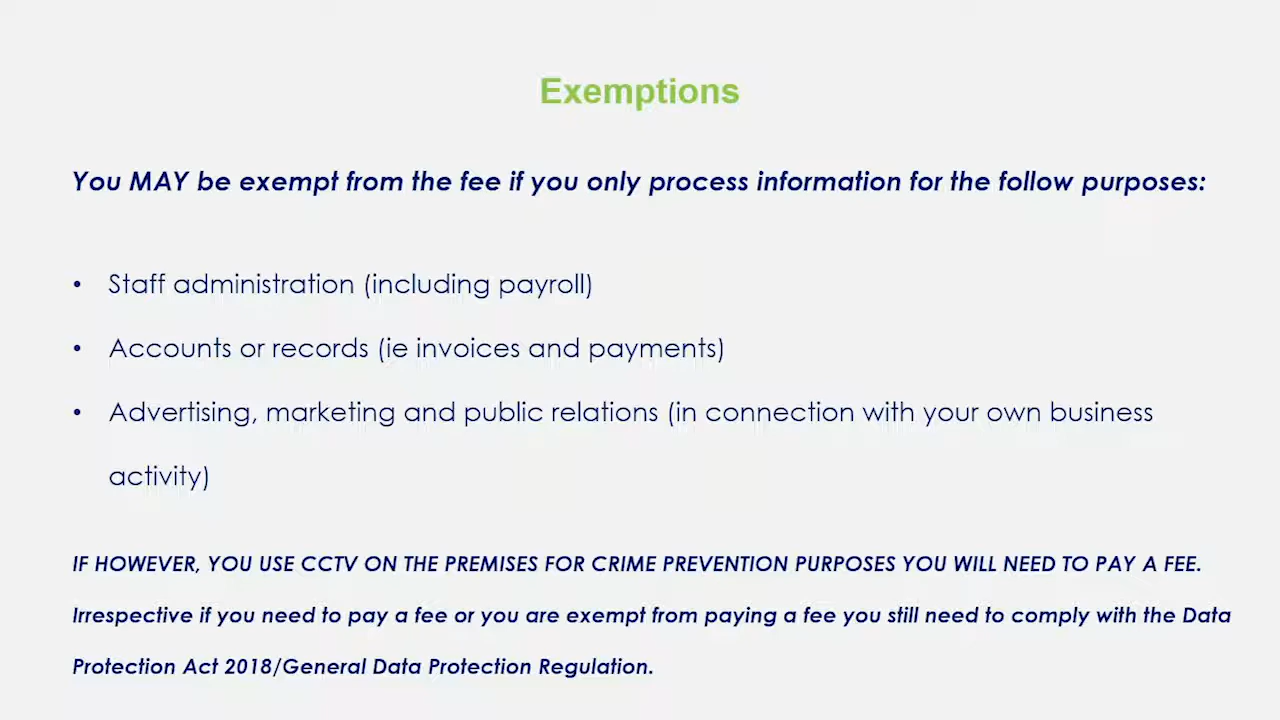 Exemptions
You MAY be exempt from the fee if you only process information for the follow purposes:
• Staff administration (including payroll)
• Accounts or records (ie invoices and payments)
• Advertising, marketing and public relations (in connection with your own business
activity)
IF HOWEVER, YOU USE CCTV ON THE PREMISES FOR CRIME PREVENTION PURPOSES YOU WILL NEED TO PAY A FEE.
Irrespective if you need to pay a fee or you are exempt from paying a fee you still need to comply with the Data
Protection Act 2018/General Data Protection Regulation.